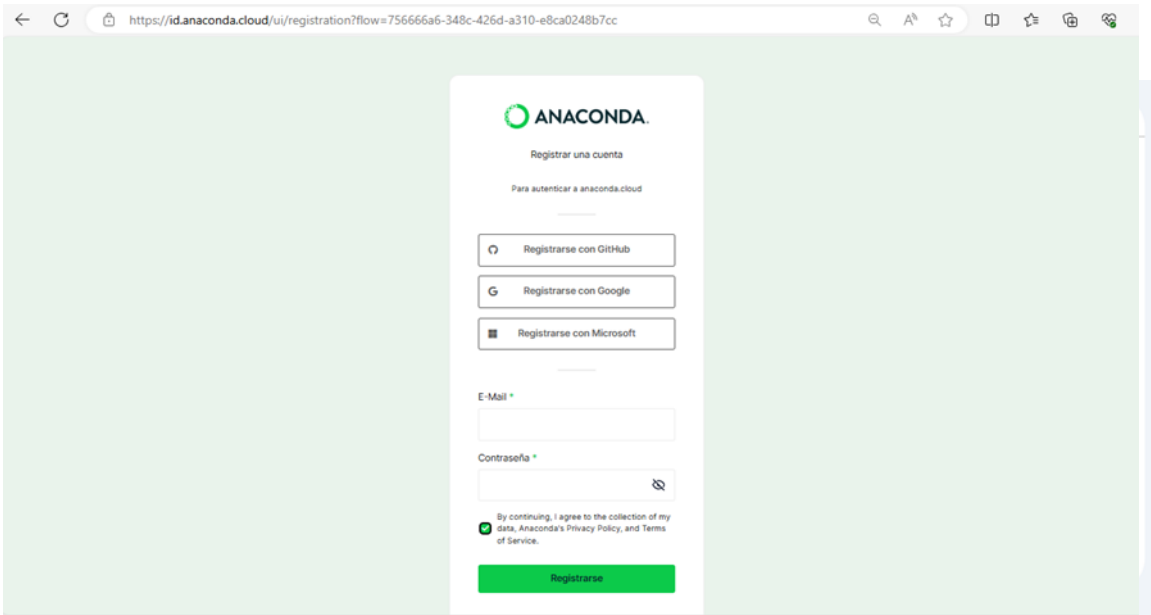 https://id.anaconda.cloud/ui/registration?flow=756666a6-348c-426d-a310-e8ca0248b7cc
ANACONDA.
Registrar una cuenta
Para autenticar a anaconda.cloud
Registrarse con GitHub
Registrarse con Google
Registrarse con Microsoft
E-Mail *
Contraseña *
By continuing, I agree to the collection of my
data, Anaconda's Privacy Policy, and Terms
of Service.
Registrarse